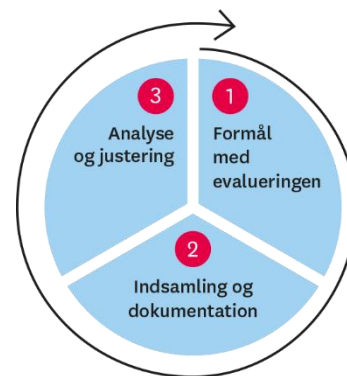 1
Formål
med
evalueringen
2
Indsamling og
dokumentation
3
Analyse
og justering